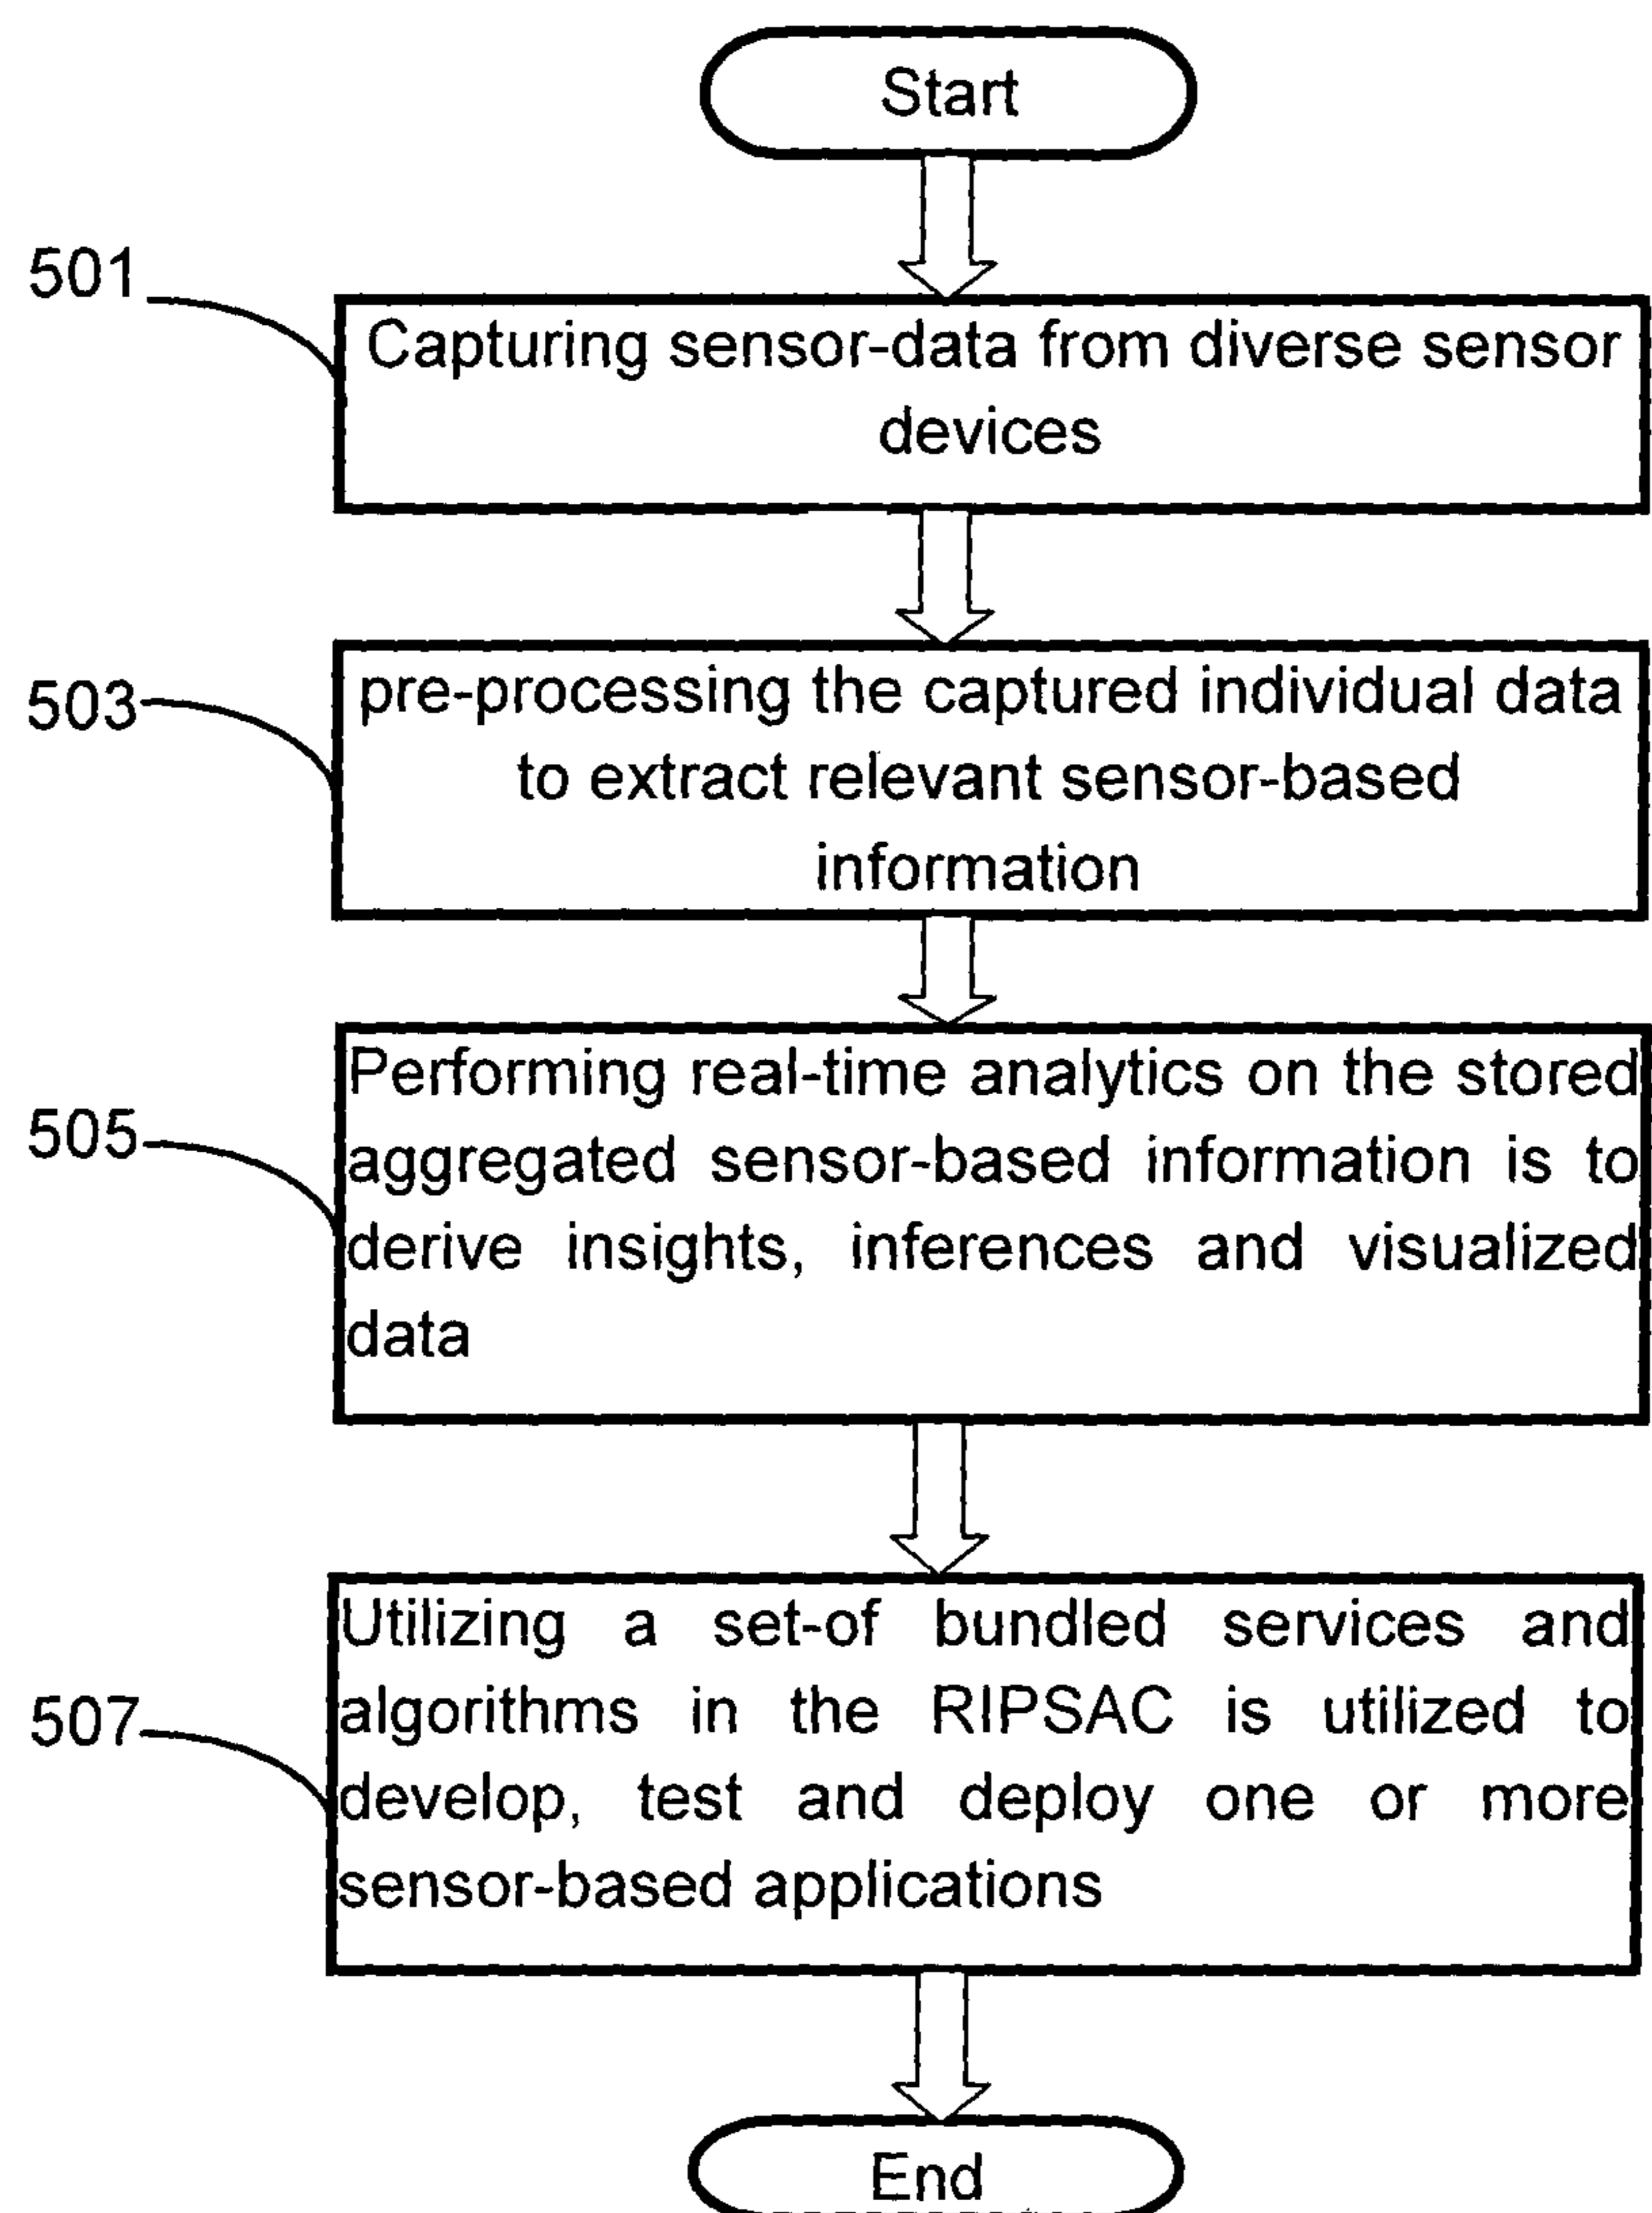 Start
501
Capturing sensor-data from diverse sensor
devices
503
pre-processing the captured individual data
to extract relevant sensor-based
information
505
Performing real-time analytics on the stored
aggregated sensor-based information is to
derive insights, inferences and visualized
data
507
Utilizing a set-of bundled services and
algorithms in the RIPSAC is utilized to
develop, test and deploy one or more
sensor-based applications
End